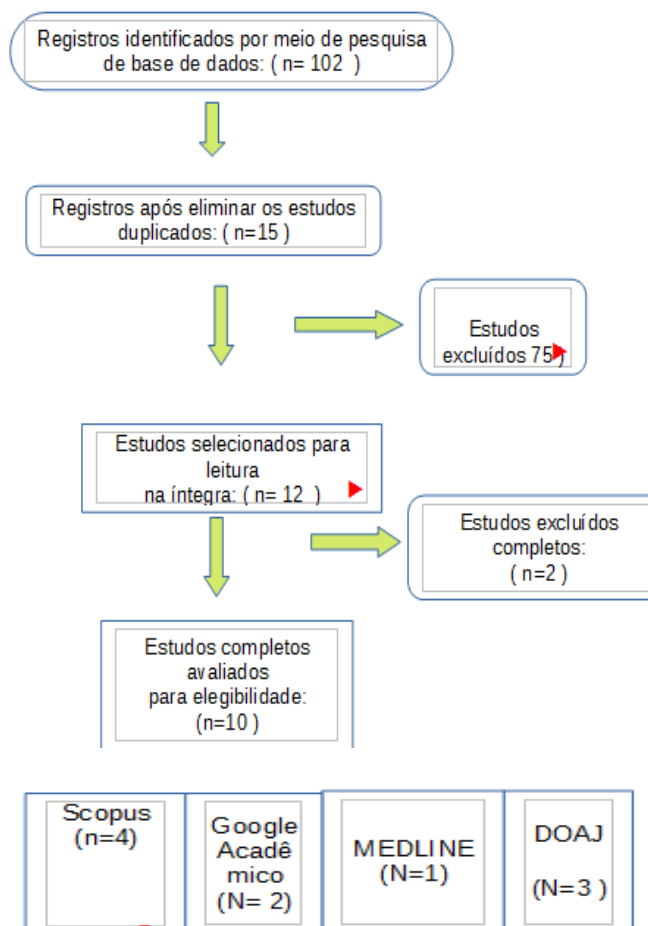 Registros identificados por meio de pesquisa
de base de dados: ( n= 102 )
Registros após eliminar os estudos
duplicados: ( n=15 )
Estudos
excluídos 75 )
Estudos selecionados para
leitura
na íntegra: ( n= 12 )
Estudos excluídos
completos:
( n=2 )
Estudos completos
avaliados
para elegibilidade:
(n=10 )
Scopus
(n=4)
Google
Acadê
mico
(N= 2)
MEDLINE
(N=1)
DOAJ
(N=3 )